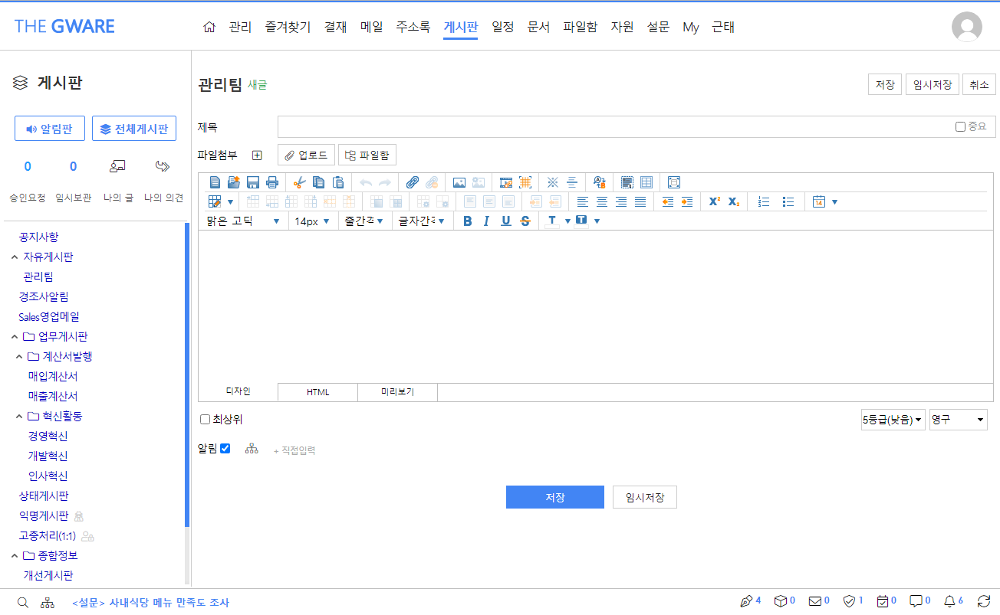 THE GWARE
관리 즐겨찾기 결재 메일 주소록 게시판 일정 문서 파일함 자원 설문 My 근태
게시판
알림판 전체게시판
0 0
승인요청 임시보관 나의 글 나의 의견
공지사항
자유게시판
관리팀
경조사알림
Sales영업메일
업무게시판
계산서발행
매입계산서
매출계산서
혁신활동
경영혁신
개발혁신
인사혁신
상태게시판
익명게시판
고충처리(1:1)
종합정보
개선게시판
관리팀 새글
저장 임시저장 취소
제목 중요
파일첨부 업로드 파일함
맑은 고딕 14px 줄간격 글자간격
디자인 HTML 미리보기
최상위 5등급(낮음) 영구
알림 + 직접입력
저장 임시저장
<설문> 사내식당 메뉴 만족도 조사
4 0 0 1 0 0 6